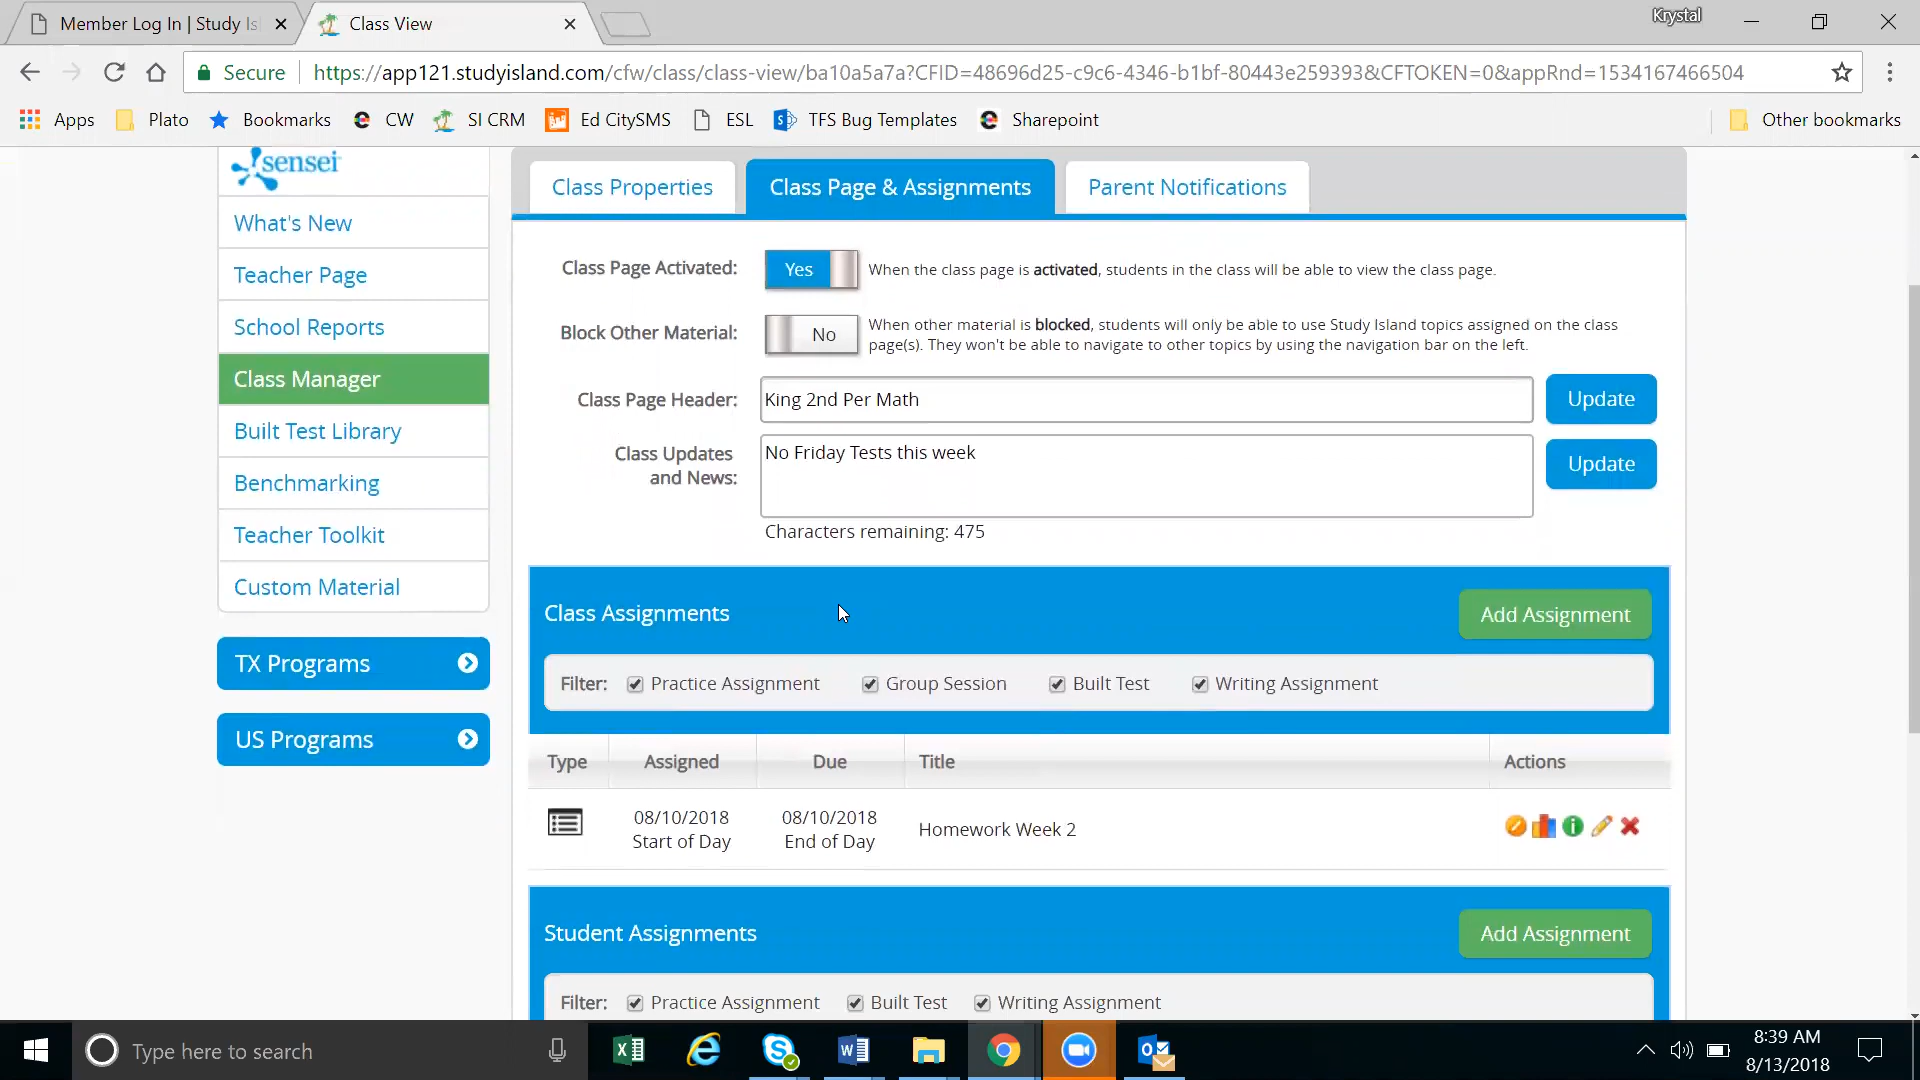 Member Log In | Study Is
Class View
Krystal
Secure
https://app121.studyisland.com/cfw/class/class-view/ba10a5a7a?CFID=48696d25-c9c6-4346-b1bf-80443e259393&CFTOKEN=0&appRnd=1534167466504
Apps
Plato
Bookmarks
CW
SI CRM
Ed CitySMS
ESL
TFS Bug Templates
Sharepoint
Other bookmarks
sensei
What's New
Teacher Page
School Reports
Class Manager
Built Test Library
Benchmarking
Teacher Toolkit
Custom Material
TX Programs
US Programs
Class Properties
Class Page & Assignments
Parent Notifications
Class Page Activated:
Yes
When the class page is activated, students in the class will be able to view the class page.
Block Other Material:
No
When other material is blocked, students will only be able to use Study Island topics assigned on the class
page(s). They won't be able to navigate to other topics by using the navigation bar on the left.
Class Page Header:
King 2nd Per Math
Update
Class Updates
and News:
No Friday Tests this week
Update
Characters remaining: 475
Class Assignments
Add Assignment
Filter:
Practice Assignment
Group Session
Built Test
Writing Assignment
Type
Assigned
Due
Title
Actions
08/10/2018
Start of Day
08/10/2018
End of Day
Homework Week 2
Student Assignments
Add Assignment
Filter:
Practice Assignment
Built Test
Writing Assignment
Type here to search
8:39 AM
8/13/2018